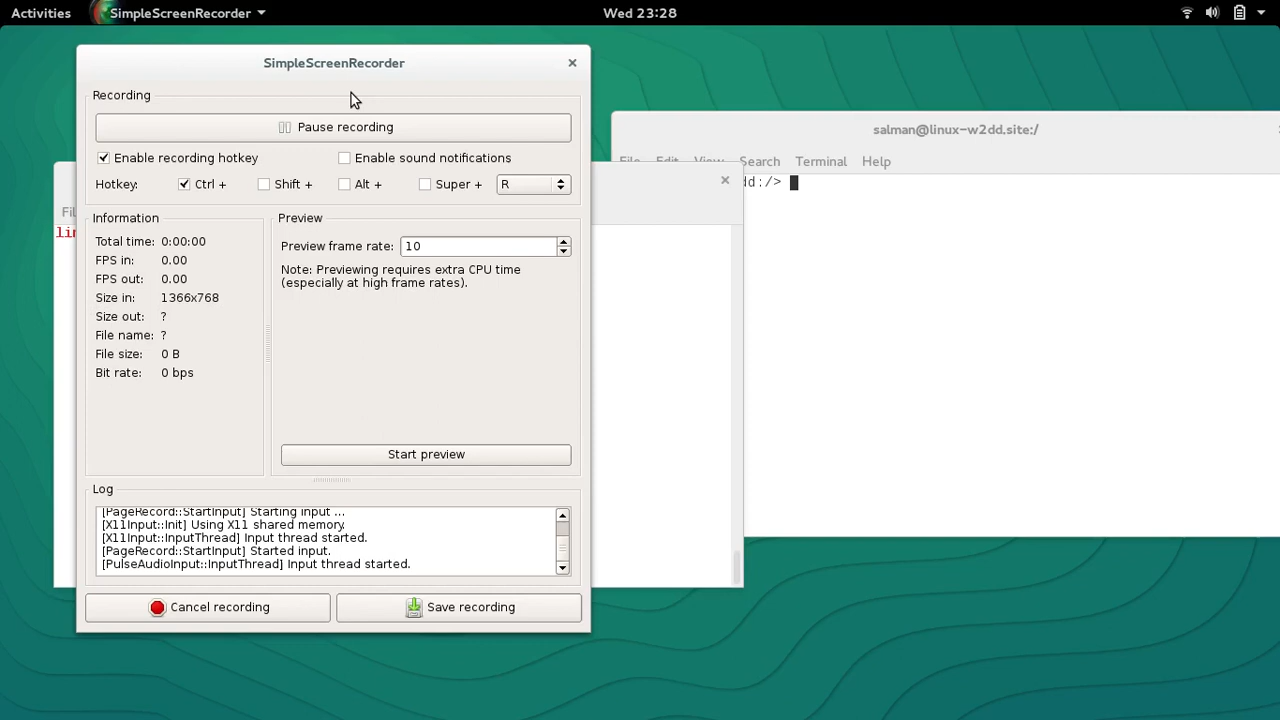 Activities SimpleScreenRecorder Wed 23:28
SimpleScreenRecorder
Recording
Pause recording
Enable recording hotkey Enable sound notifications
Hotkey: Ctrl + Shift + Alt + Super + R
Information
Total time: 0:00:00
FPS in: 0.00
FPS out: 0.00
Size in: 1366x768
Size out: ?
File name: ?
File size: 0 B
Bit rate: 0 bps
Preview
Preview frame rate: 10
Note: Previewing requires extra CPU time
(especially at high frame rates).
Start preview
Log
[PageRecord::StartInput] Starting input ...
[X11Input::Init] Using X11 shared memory.
[X11Input::InputThread] Input thread started.
[PageRecord::StartInput] Started input.
[PulseAudioInput::InputThread] Input thread started.
Cancel recording Save recording
salman@linux-w2dd.site:/
File Edit View Search Terminal Help
dd:/>